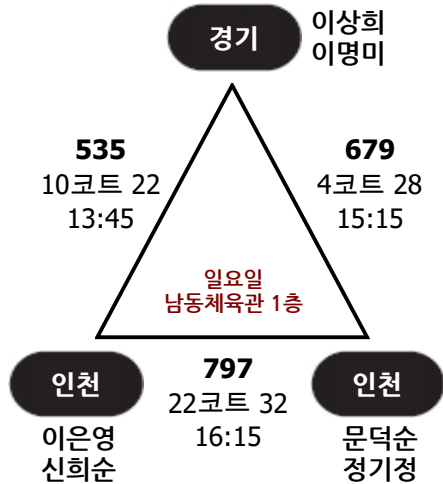 경기
이상희
이명미
535
10코트 22
13:45
679
4코트 28
15:15
일요일
남동체육관 1층
인천
이은영
신희순
797
22코트 32
16:15
인천
문덕순
정기정